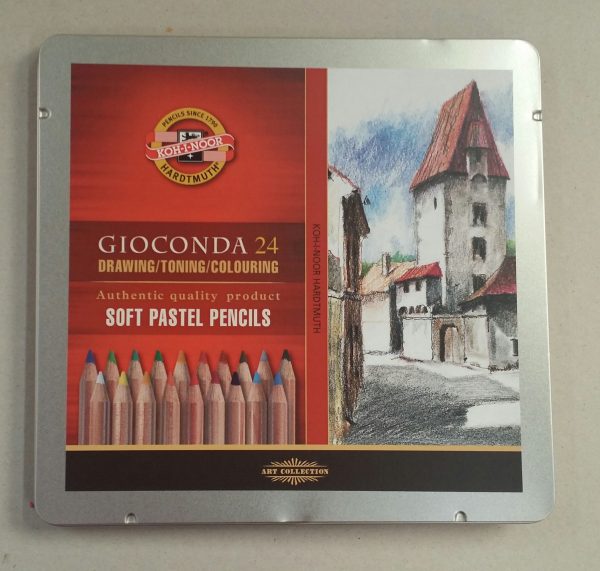 PENCILS SINCE 1790
KOH-I-NOOR
HARDTMUTH®
GIOCONDA 24
DRAWING/TONING/COLOURING
Authentic quality product
SOFT PASTEL PENCILS
KOH-I-NOOR HARDTMUTH
ART COLLECTION